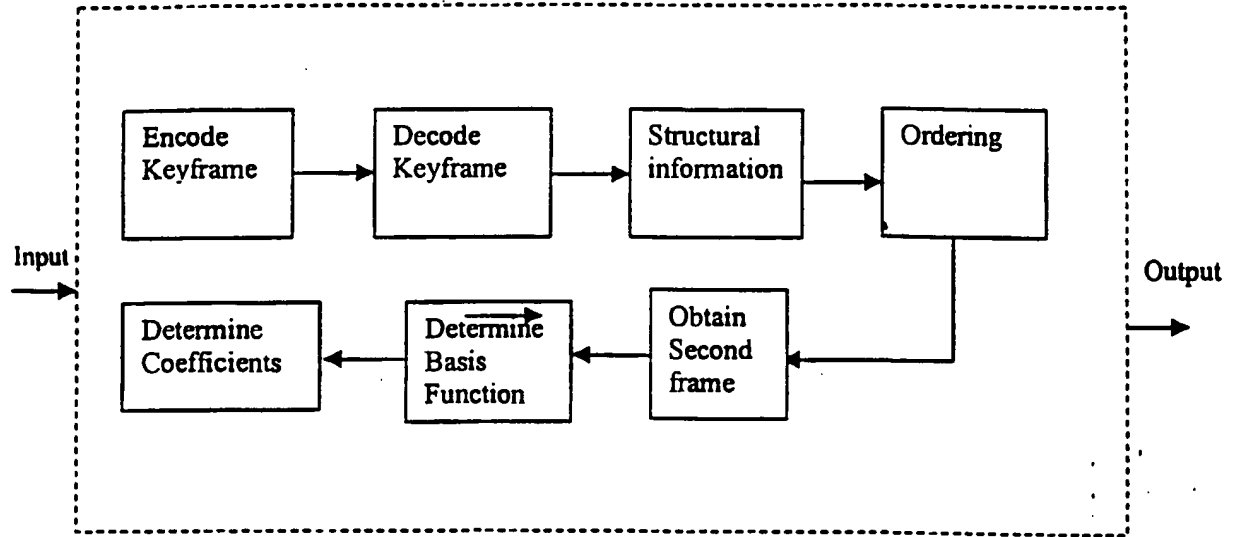 Encode
Keyframe
Decode
Keyframe
Structural
information
Ordering
Input
Output
Determine
Coefficients
Determine
Basis
Function
Obtain
Second
frame